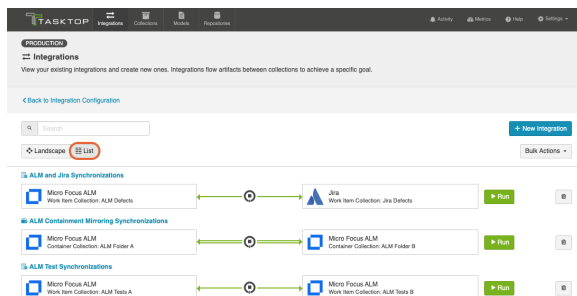 TASKTOP
Integrations
Collections
Models
Repositories
Activity
Metrics
Help
Settings
PRODUCTION
Integrations
View your existing integrations and create new ones. Integrations flow artifacts between collections to achieve a specific goal.
Back to Integration Configuration
Search
+ New Integration
Landscape
List
Bulk Actions
ALM and Jira Synchronizations
Micro Focus ALM
Work Item Collection: ALM Defects
Jira
Work Item Collection: Jira Defects
Run
ALM Containment Mirroring Synchronizations
Micro Focus ALM
Container Collection: ALM Folder A
Micro Focus ALM
Container Collection: ALM Folder B
Run
ALM Test Synchronizations
Micro Focus ALM
Work Item Collection: ALM Tests A
Micro Focus ALM
Work Item Collection: ALM Tests B
Run